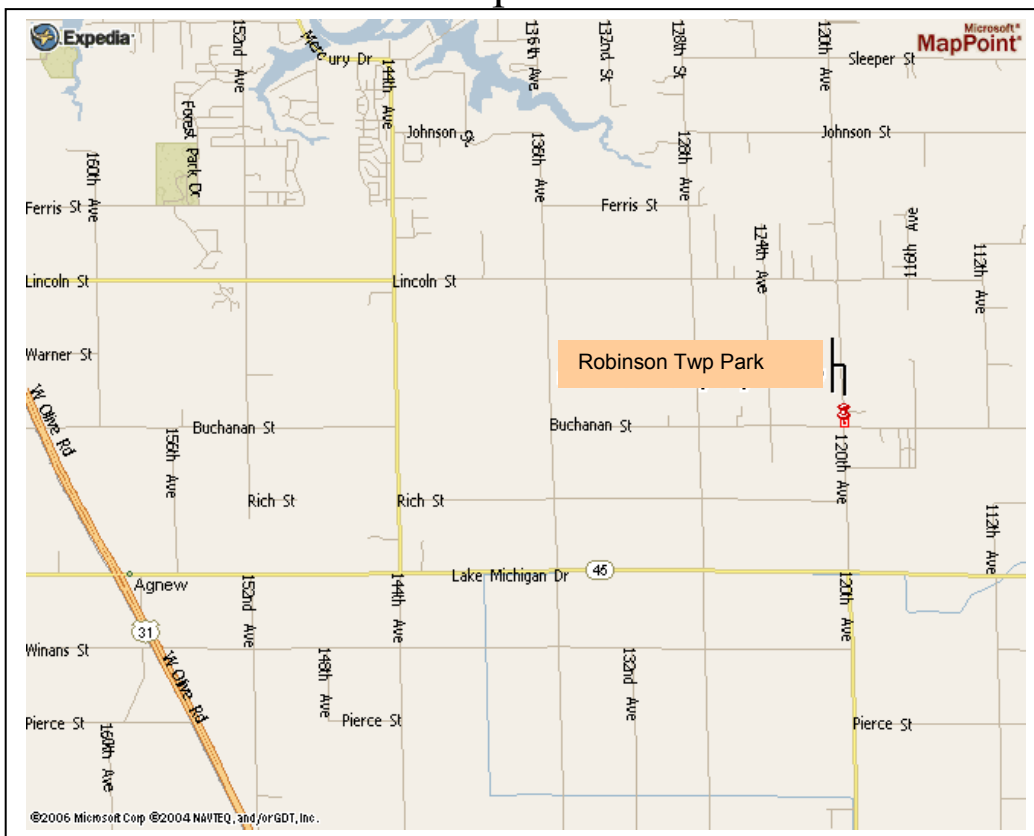 Expedia
Microsoft®
MapPoint®
152nd Ave
Mercury Dr
144th Ave
136th Ave
132nd St
128th St
120th Ave
Sleeper St
Forest Park Dr
160th Ave
Johnson St
136th Ave
128th Ave
Johnson St
Ferris St
Ferris St
124th Ave
116th Ave
112th Ave
Lincoln St
Lincoln St
Warner St
Robinson Twp Park
W Olive Rd
156th Ave
Buchanan St
Buchanan St
120th Ave
Rich St
Rich St
112th Ave
Agnew
152nd Ave
144th Ave
Lake Michigan Dr
45
120th Ave
31
Winans St
W Olive Rd
148th Ave
132nd Ave
Pierce St
160th Ave
Pierce St
Pierce St
©2006 Microsoft Corp ©2004 NAVTEQ, and/or GDT, Inc.